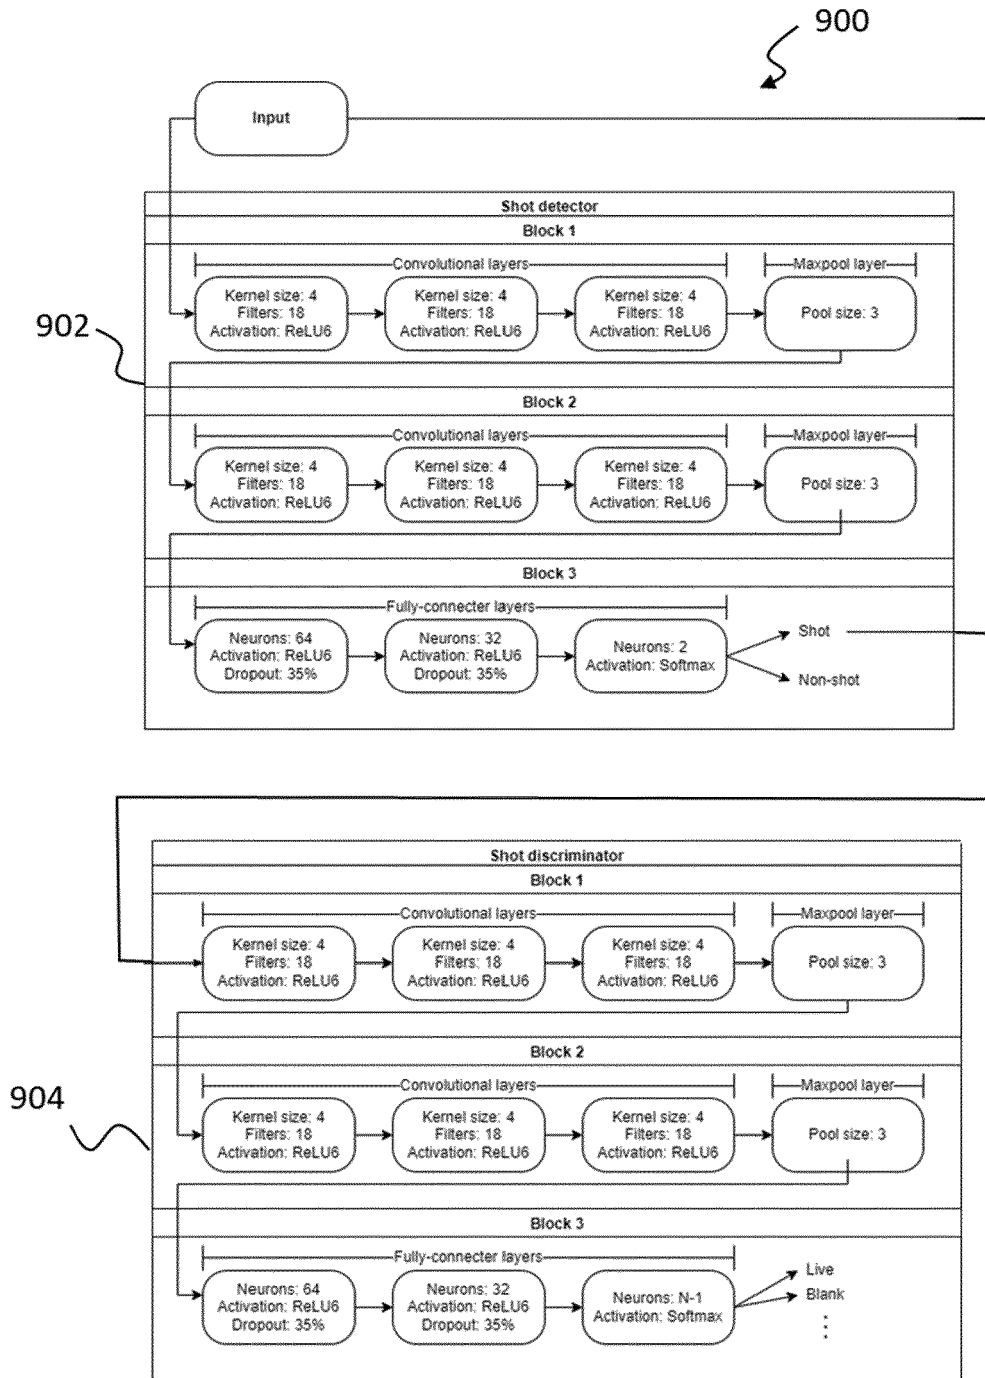 900
Input
Shot detector
Block 1
Convolutional layers
Maxpool layer
Kernel size: 4
Filters: 18
Activation: ReLU6
Kernel size: 4
Filters: 18
Activation: ReLU6
Kernel size: 4
Filters: 18
Activation: ReLU6
Pool size: 3
902
Block 2
Convolutional layers
Maxpool layer
Kernel size: 4
Filters: 18
Activation: ReLU6
Kernel size: 4
Filters: 18
Activation: ReLU6
Kernel size: 4
Filters: 18
Activation: ReLU6
Pool size: 3
Block 3
Fully-connecter layers
Neurons: 64
Activation: ReLU6
Dropout: 35%
Neurons: 32
Activation: ReLU6
Dropout: 35%
Neurons: 2
Activation: Softmax
Shot
Non-shot
Shot discriminator
Block 1
Convolutional layers
Maxpool layer
Kernel size: 4
Filters: 18
Activation: ReLU6
Kernel size: 4
Filters: 18
Activation: ReLU6
Kernel size: 4
Filters: 18
Activation: ReLU6
Pool size: 3
Block 2
904
Convolutional layers
Maxpool layer
Kernel size: 4
Filters: 18
Activation: ReLU6
Kernel size: 4
Filters: 18
Activation: ReLU6
Kernel size: 4
Filters: 18
Activation: ReLU6
Pool size: 3
Block 3
Fully-connecter layers
Neurons: 64
Activation: ReLU6
Dropout: 35%
Neurons: 32
Activation: ReLU6
Dropout: 35%
Neurons: N-1
Activation: Softmax
Live
Blank
⋮